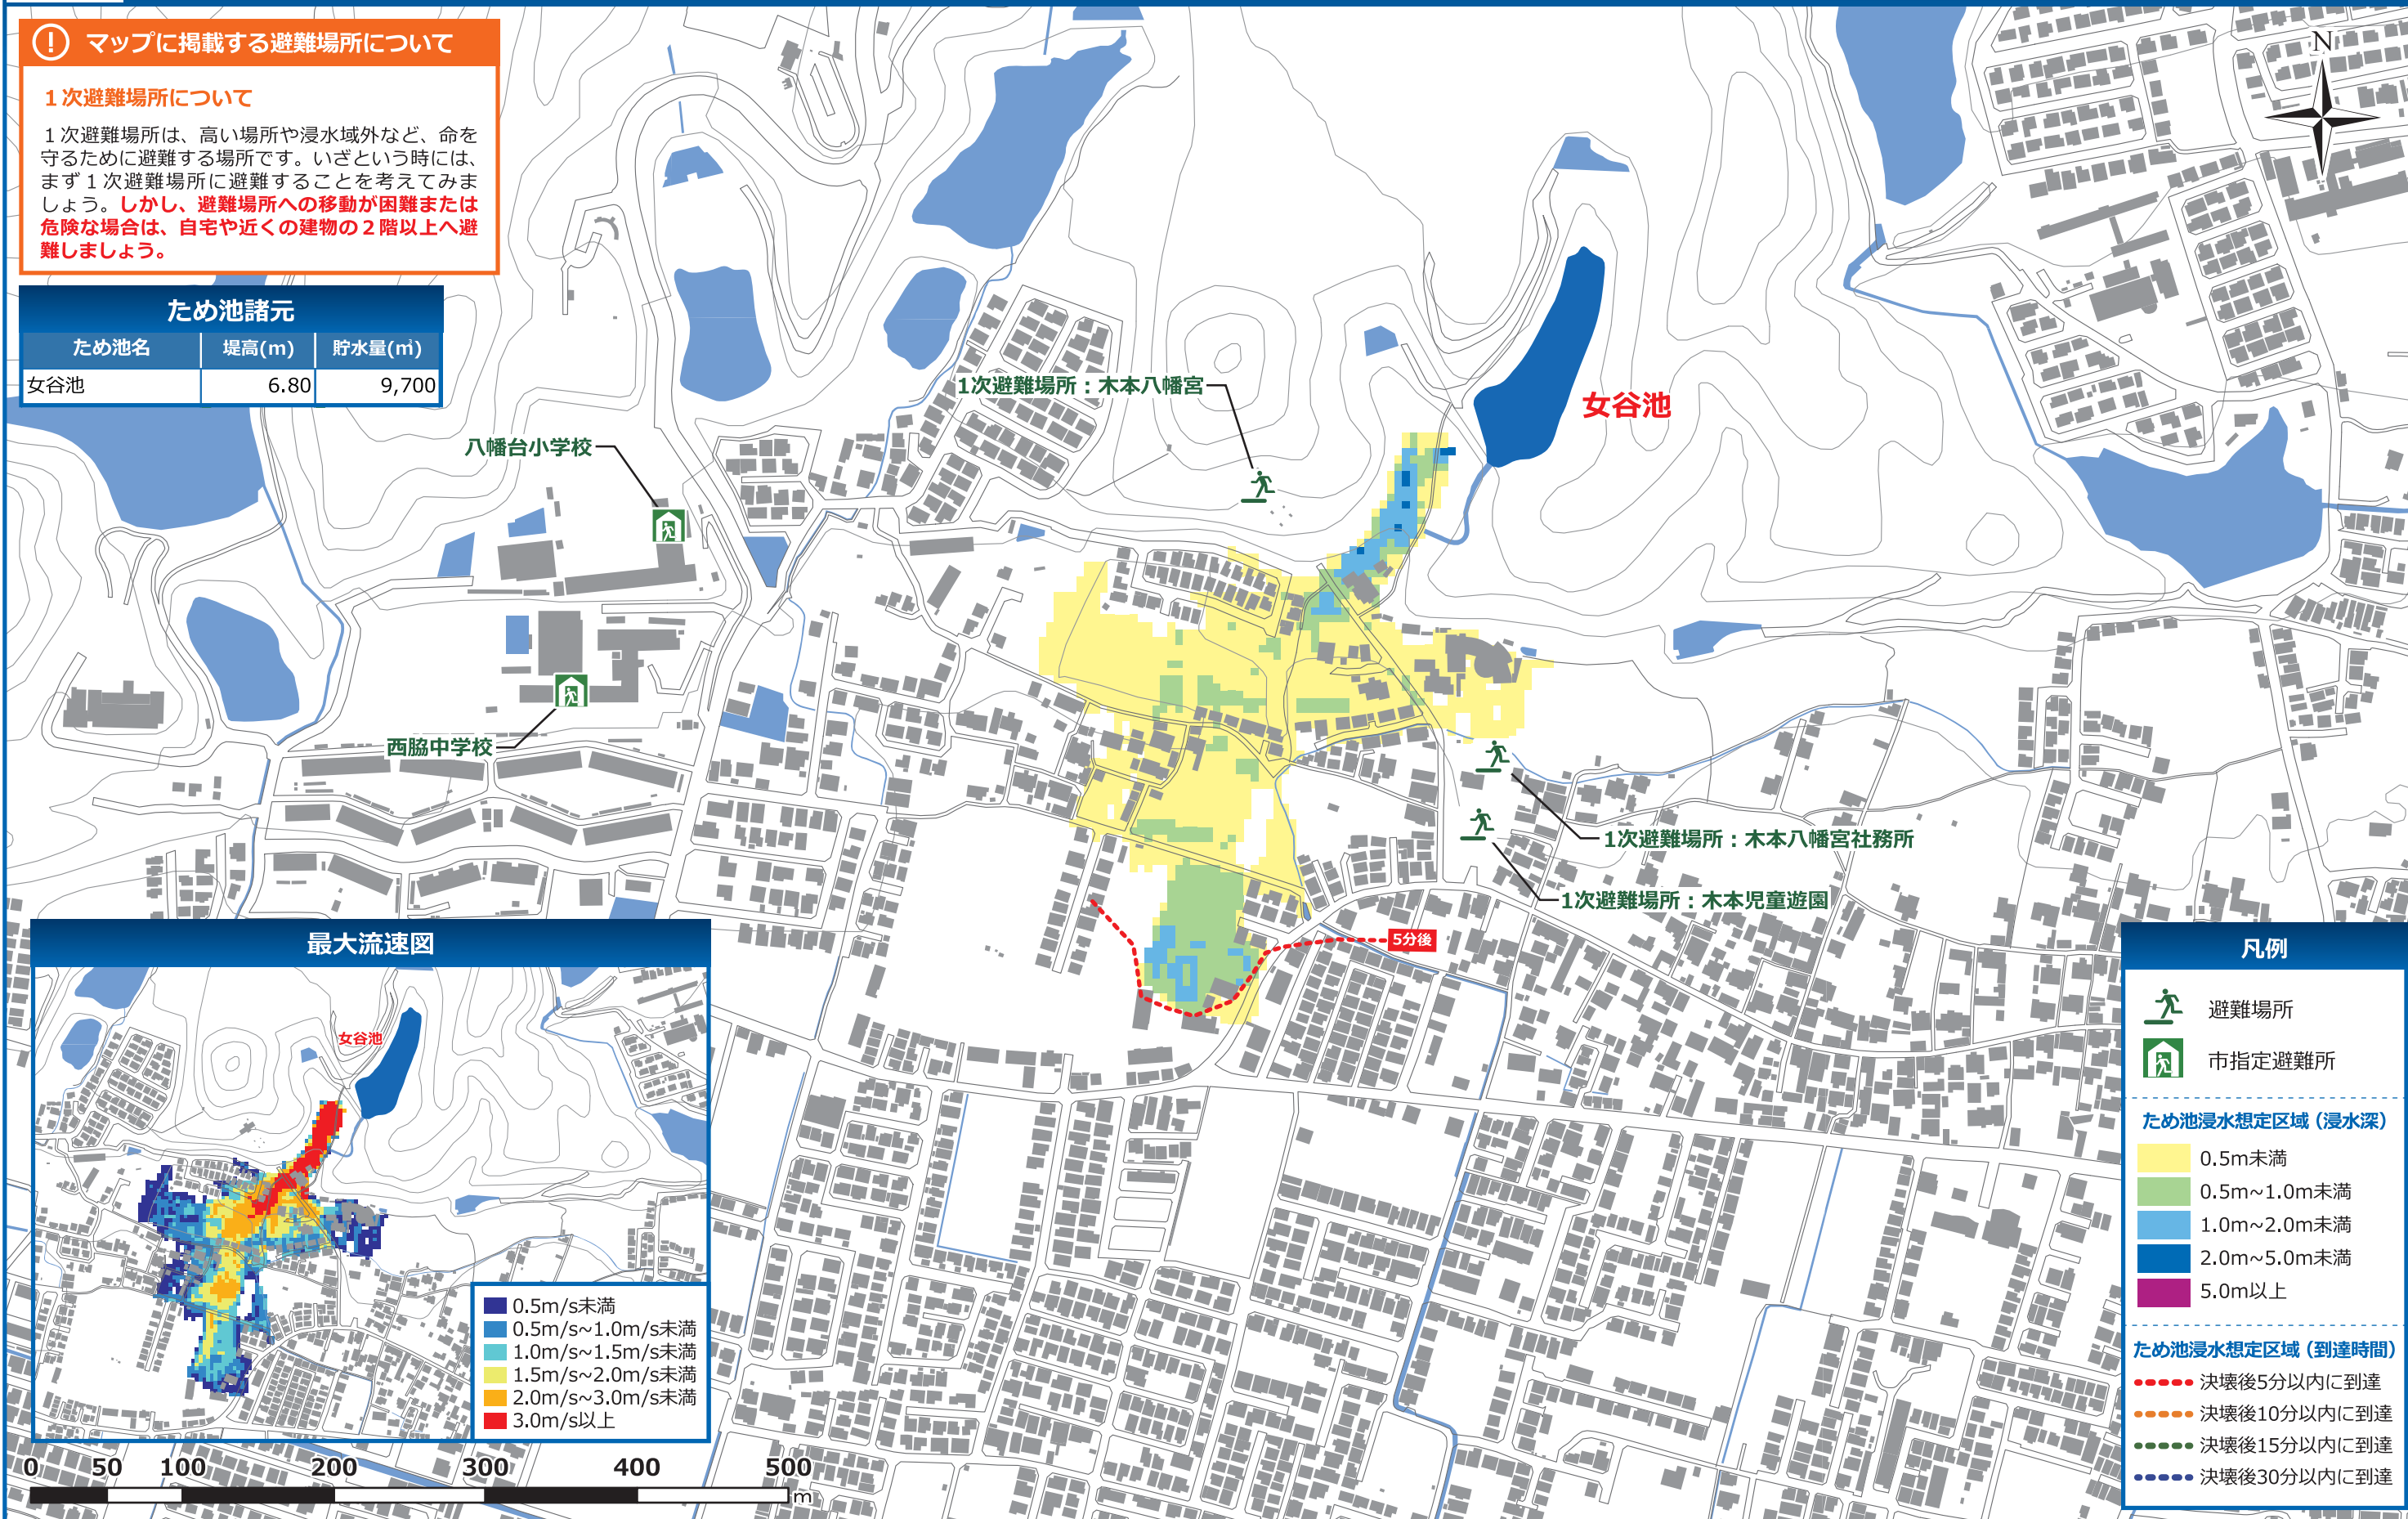 ! マップに掲載する避難場所について
１次避難場所について
１次避難場所は、高い場所や浸水域外など、命を
守るために避難する場所です。いざという時には、
まず１次避難場所に避難することを考えてみま
しょう。しかし、避難場所への移動が困難または
危険な場合は、自宅や近くの建物の２階以上へ避
難しましょう。
ため池諸元
ため池名 堤高(m) 貯水量(㎥)
女谷池 6.80 9,700
N
1次避難場所：木本八幡宮
女谷池
八幡台小学校
西脇中学校
1次避難場所：木本八幡宮社務所
1次避難場所：木本児童遊園
5分後
最大流速図
女谷池
0.5m/s未満
0.5m/s~1.0m/s未満
1.0m/s~1.5m/s未満
1.5m/s~2.0m/s未満
2.0m/s~3.0m/s未満
3.0m/s以上
0 50 100 200 300 400 500
m
凡例
避難場所
市指定避難所
ため池浸水想定区域（浸水深）
0.5m未満
0.5m~1.0m未満
1.0m~2.0m未満
2.0m~5.0m未満
5.0m以上
ため池浸水想定区域（到達時間）
決壊後5分以内に到達
決壊後10分以内に到達
決壊後15分以内に到達
決壊後30分以内に到達